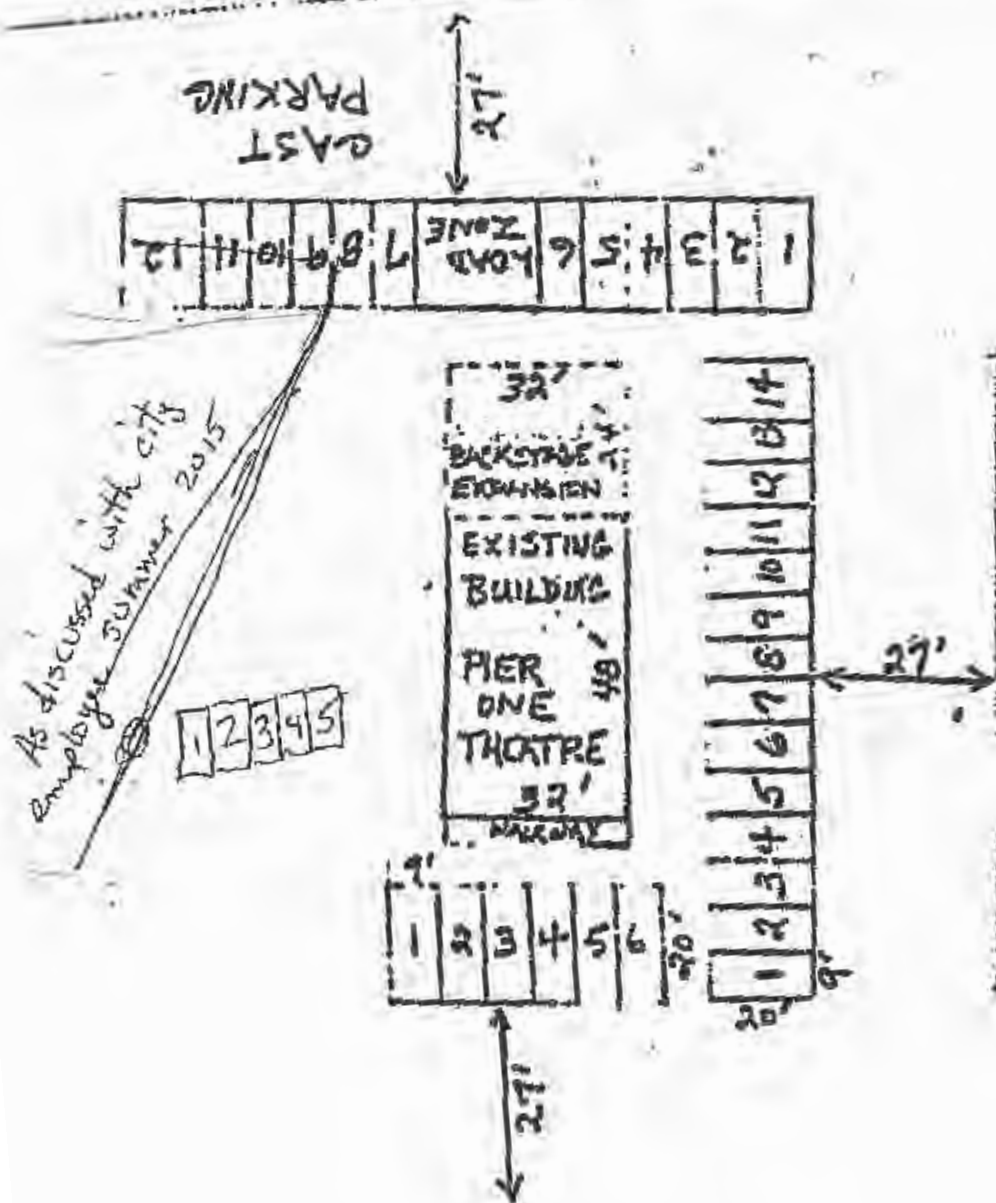 CAST
PARKING
27'
1 2 3 4 5 6 LOAD
ZONE 7 8 9 10 11 12
32'
BACKSTAGE
EXPANSION
24'
EXISTING
BUILDING
PIER
ONE
THEATRE
48'
32'
WALKWAY
As discussed with city
employee summer 2015
1 2 3 4 5
9'
1 2 3 4 5 6
20'
27'
1 2 3 4 5 6 7 8 9 10 11 12 13 14
20'
9'
27'